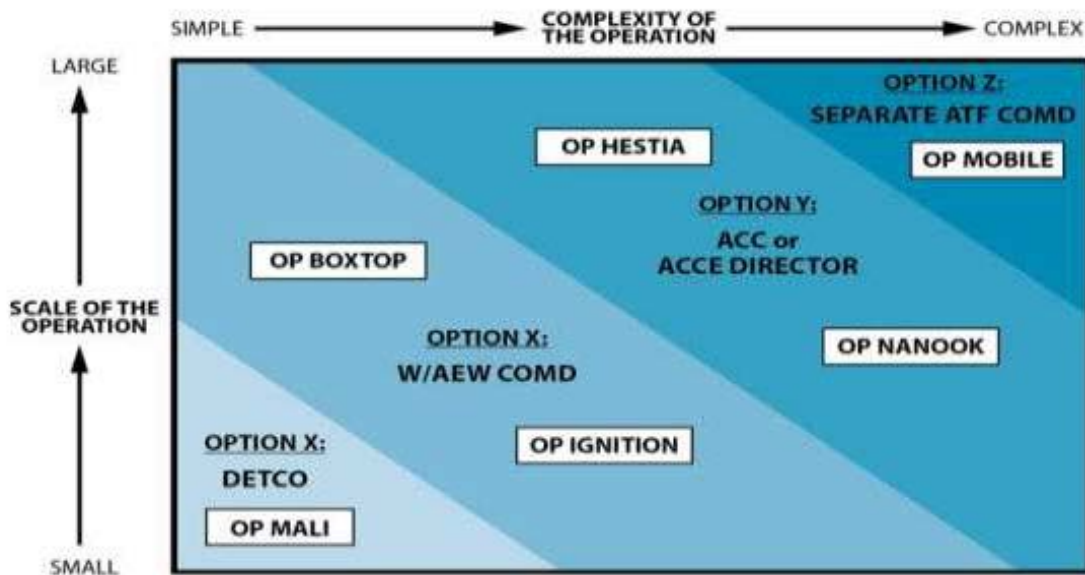 COMPLEXITY OF
THE OPERATION
SIMPLE
COMPLEX
LARGE
OPTION Z:
SEPARATE ATF COMD
OP HESTIA
OP MOBILE
OPTION Y:
ACC or
ACCE DIRECTOR
OP BOXTOP
SCALE OF THE
OPERATION
OPTION X:
W/AEW COMD
OP NANOOK
OPTION X:
DETCO
OP IGNITION
OP MALI
SMALL